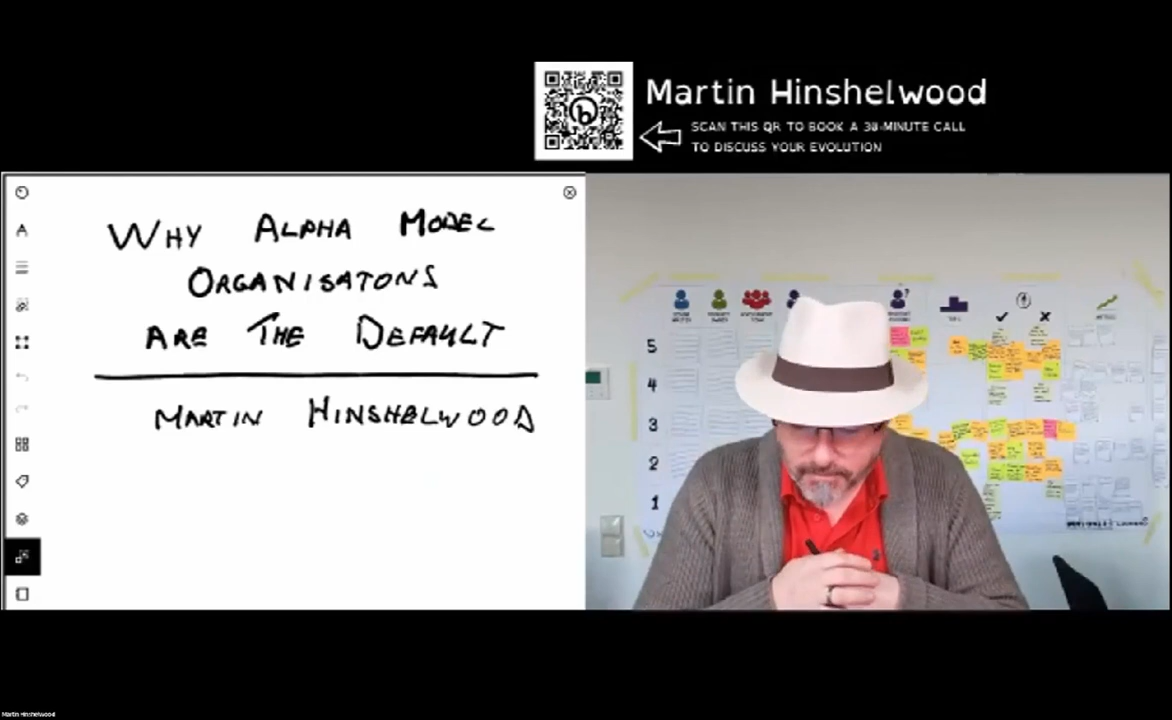 Martin Hinshelwood
SCAN THIS QR TO BOOK A 30-MINUTE CALL
TO DISCUSS YOUR EVOLUTION
WHY ALPHA MODEL
ORGANISATONS
ARE THE DEFAULT
MARTIN HINSHELWOOD
5
4
3
2
1
Martin Hinshelwood